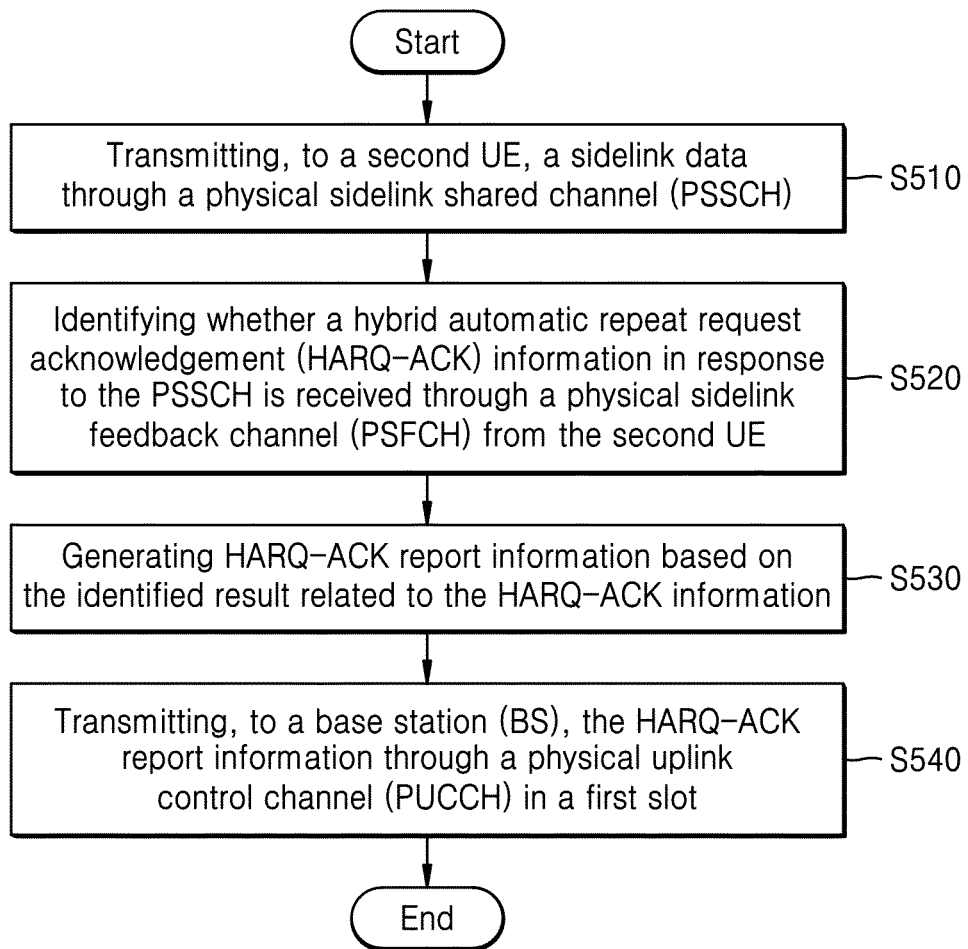 Start
Transmitting, to a second UE, a sidelink data
through a physical sidelink shared channel (PSSCH)
S510
Identifying whether a hybrid automatic repeat request
acknowledgement (HARQ-ACK) information in response
to the PSSCH is received through a physical sidelink
feedback channel (PSFCH) from the second UE
S520
Generating HARQ-ACK report information based on
the identified result related to the HARQ-ACK information
S530
Transmitting, to a base station (BS), the HARQ-ACK
report information through a physical uplink
control channel (PUCCH) in a first slot
S540
End